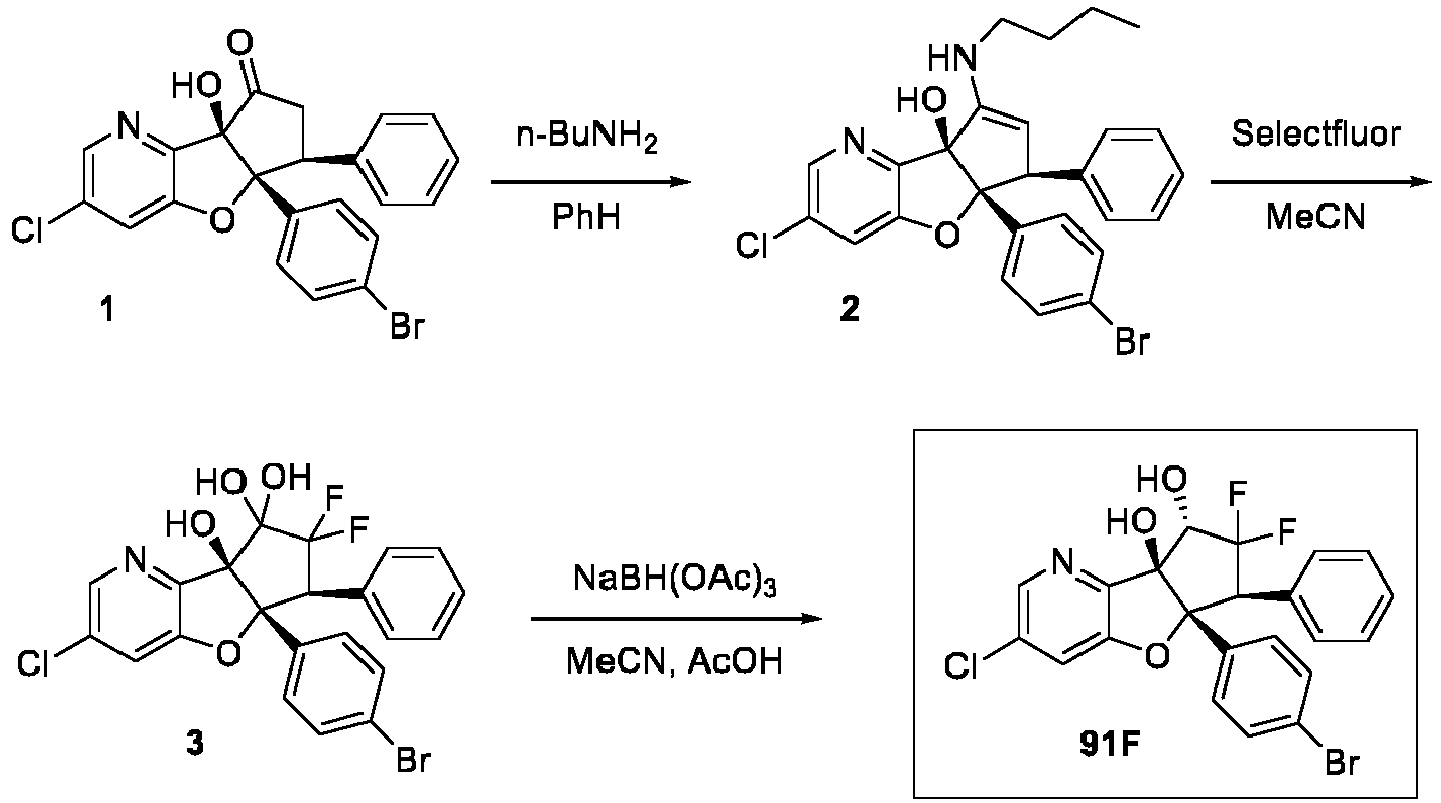 O
HO
N
Cl
O
Br
1
n-BuNH₂
PhH
HN
HO
N
Cl
O
Br
2
Selectfluor
MeCN
HO OH
F
F
HO
N
Cl
O
Br
3
NaBH(OAc)₃
MeCN, AcOH
HO
F
F
HO
N
Cl
O
Br
91F